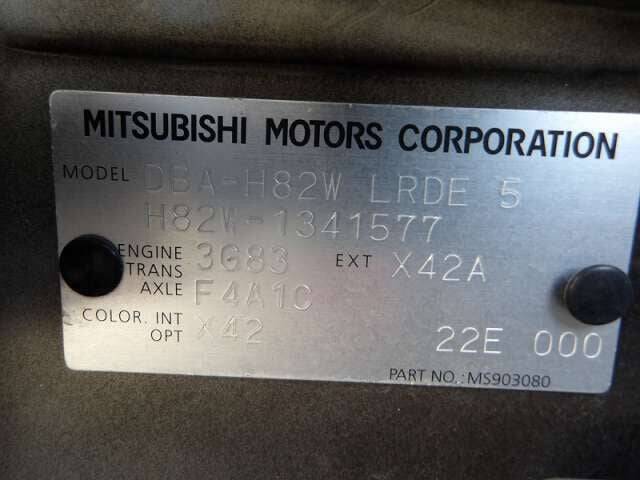 MITSUBISHI MOTORS CORPORATION
MODEL DBA-H82W LRDE 5
H82W-1341577
ENGINE 3G83 EXT X42A
TRANS
AXLE F4A1C
COLOR. INT X42
OPT 22E 000
PART NO.: MS903080